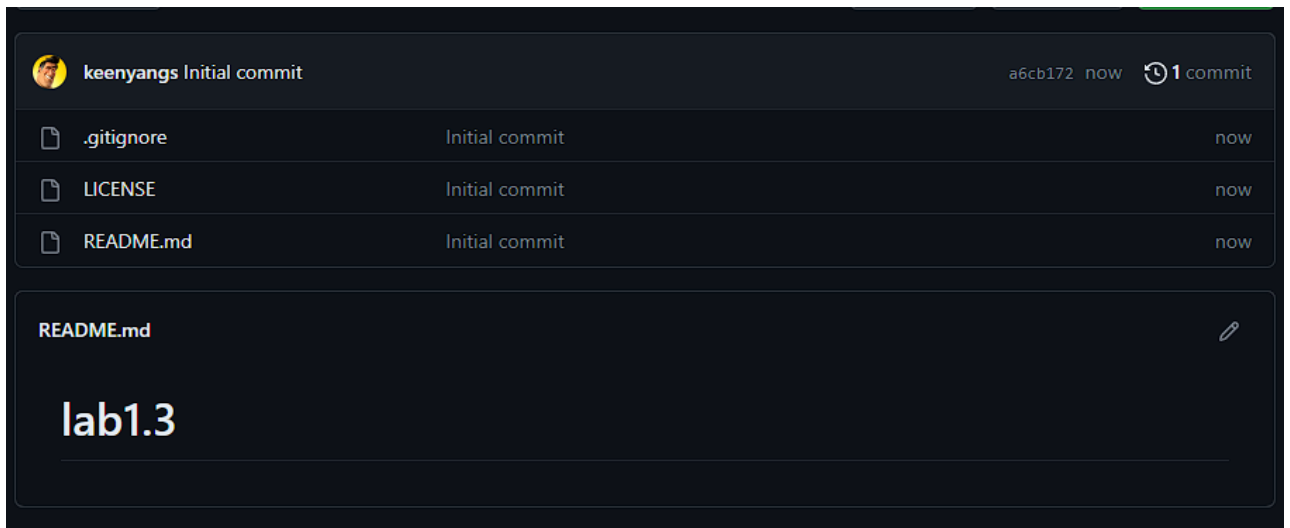 keenyangs Initial commit a6cb172 now 1 commit
.gitignore Initial commit now
LICENSE Initial commit now
README.md Initial commit now
README.md
lab1.3